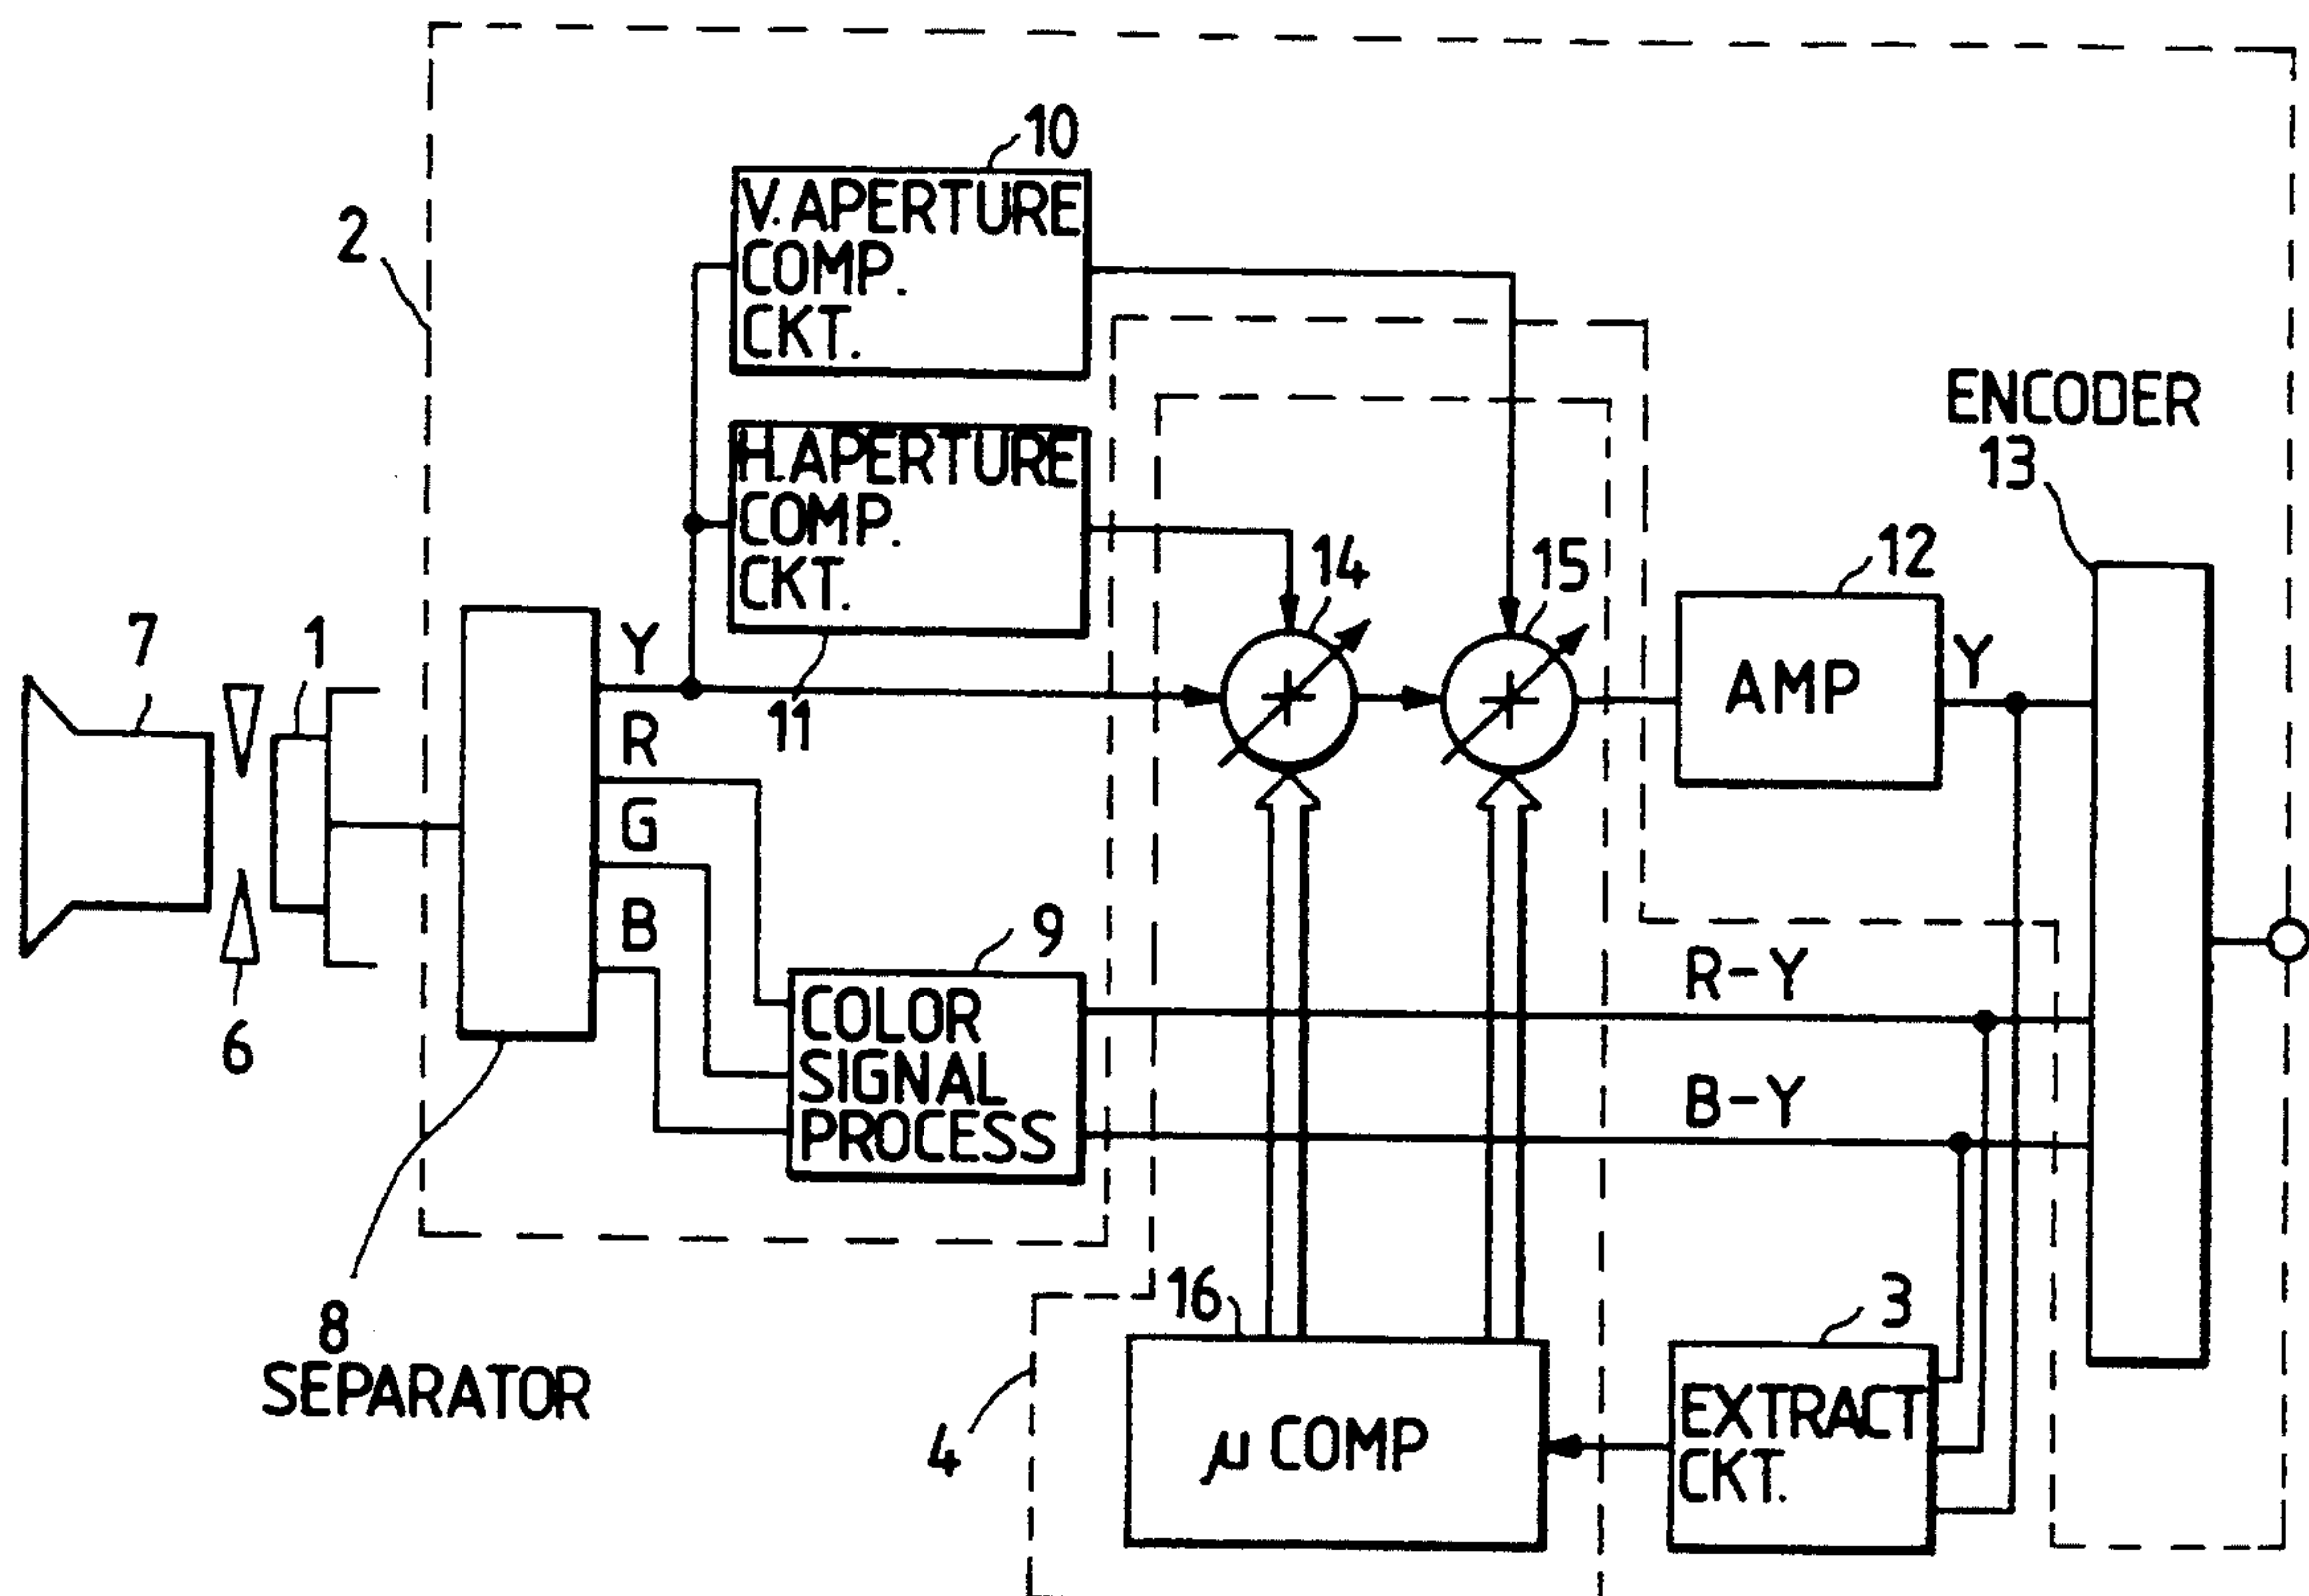 10
V. APERTURE
COMP.
CKT.
2
H. APERTURE
COMP.
CKT.
11
ENCODER
13
14
15
12
AMP
Y
7
1
6
Y
R
G
B
8
SEPARATOR
9
COLOR
SIGNAL
PROCESS
R-Y
B-Y
16
μ COMP
4
3
EXTRACT
CKT.